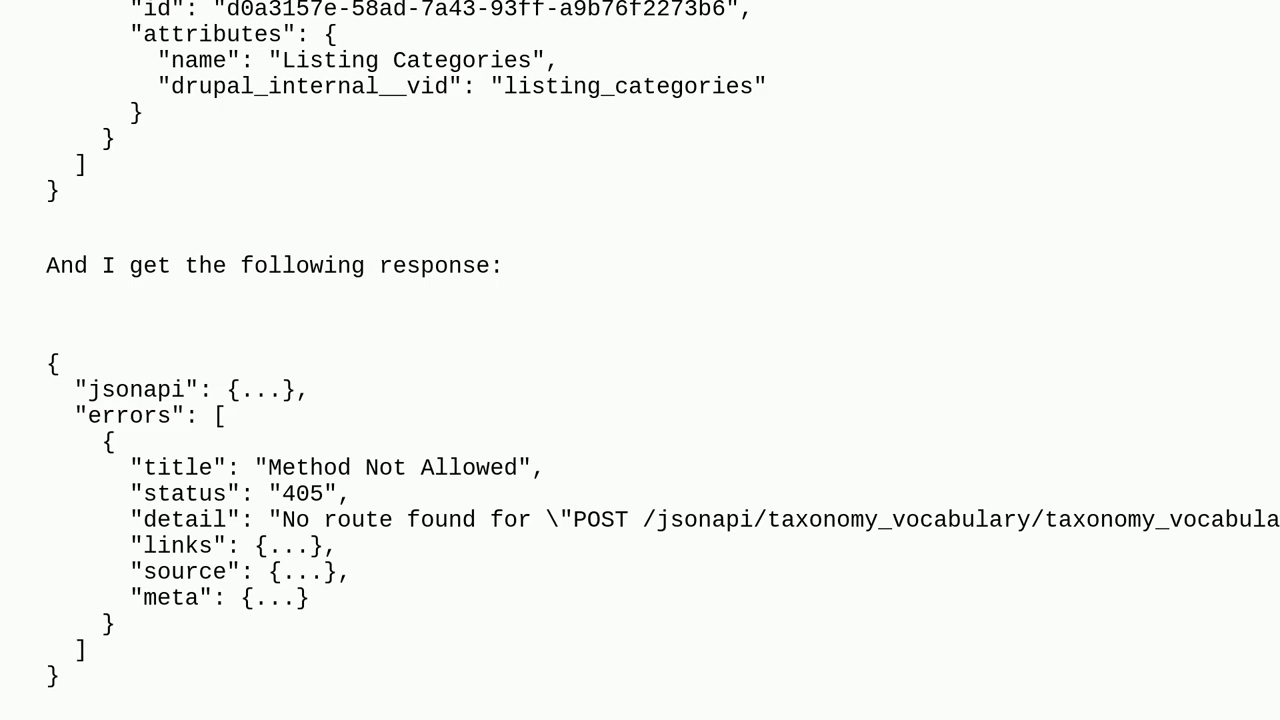 "id": "d0a3157e-58ad-7a43-93ff-a9b76f2273b6",
"attributes": {
"name": "Listing Categories",
"drupal_internal__vid": "listing_categories"
}
}
]
}
And I get the following response:
{
"jsonapi": {...},
"errors": [
{
"title": "Method Not Allowed",
"status": "405",
"detail": "No route found for \"POST /jsonapi/taxonomy_vocabulary/taxonomy_vocabula
"links": {...},
"source": {...},
"meta": {...}
}
]
}